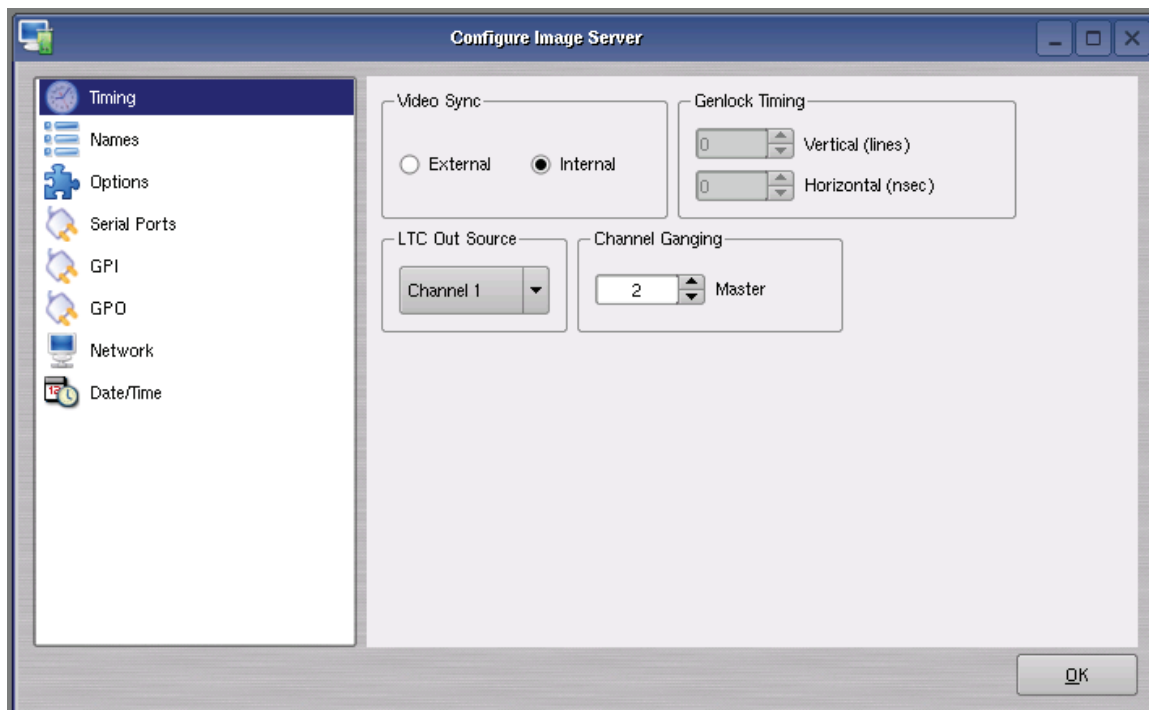 Configure Image Server
Timing
Names
Options
Serial Ports
GPI
GPO
Network
Date/Time
Video Sync
External Internal
Genlock Timing
0 Vertical (lines)
0 Horizontal (nsec)
LTC Out Source
Channel 1
Channel Ganging
2 Master
OK